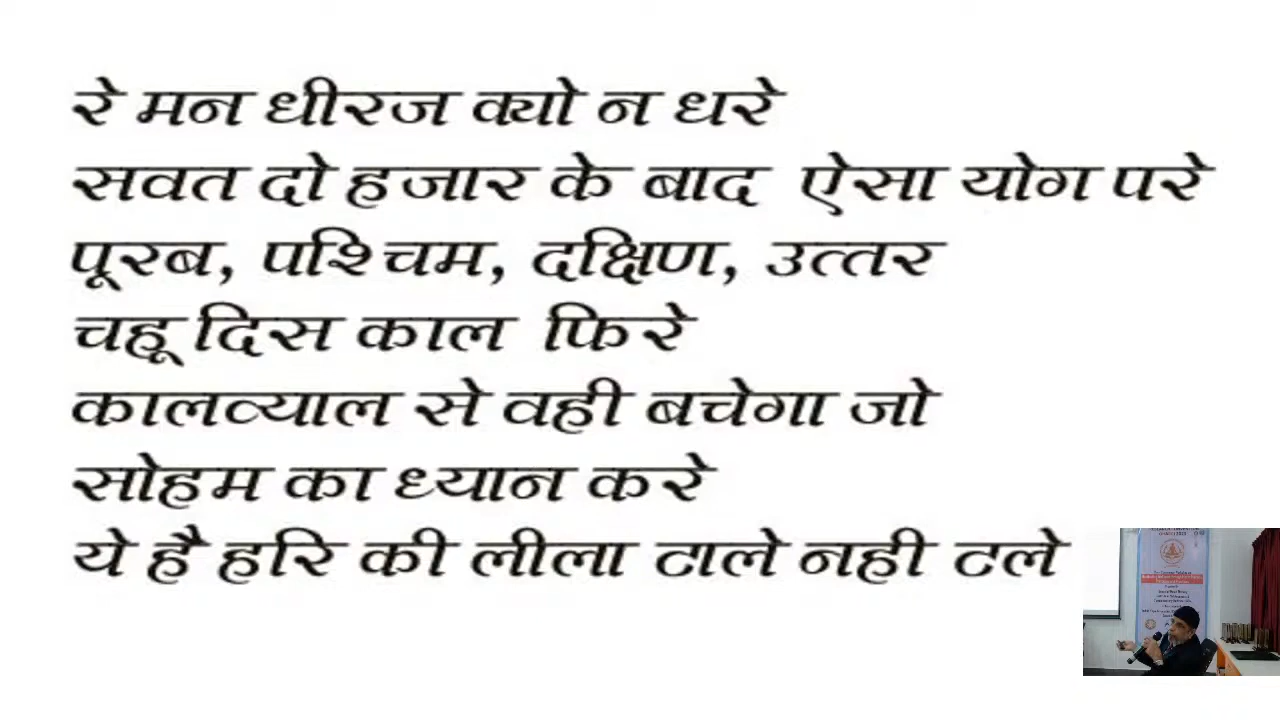 रे मन धीरज क्यो न धरे
सवत दो हजार के बाद ऐसा योग परे
पूरब, पश्चिम, दक्षिण, उत्तर
चहू दिस काल फिरे
कालव्याल से वही बचेगा जो
सोहम का ध्यान करे
ये है हरि की लीला टाले नही टले